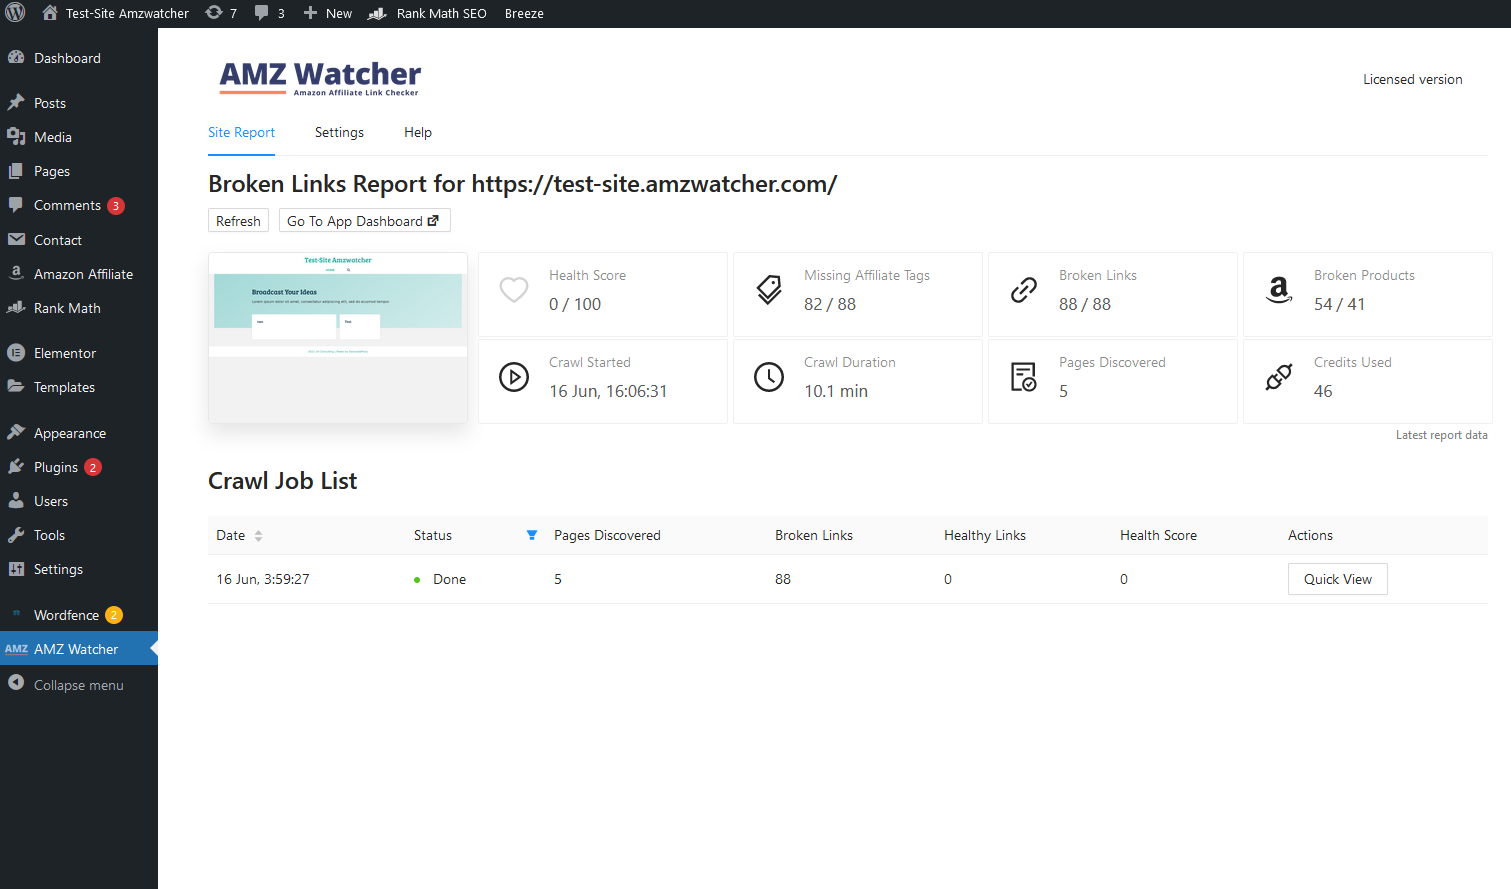 Test-Site Amzwatcher 7 3 New Rank Math SEO Breeze
Dashboard
Posts
Media
Pages
Comments 3
Contact
Amazon Affiliate
Rank Math
Elementor
Templates
Appearance
Plugins 2
Users
Tools
Settings
Wordfence 2
AMZ AMZ Watcher
Collapse menu
AMZ Watcher
Amazon Affiliate Link Checker
Licensed version
Site Report Settings Help
Broken Links Report for https://test-site.amzwatcher.com/
Refresh Go To App Dashboard
Test-Site Amzwatcher
Broadcast Your Ideas
Health Score
0 / 100
Missing Affiliate Tags
82 / 88
Broken Links
88 / 88
Broken Products
54 / 41
Crawl Started
16 Jun, 16:06:31
Crawl Duration
10.1 min
Pages Discovered
5
Credits Used
46
Latest report data
Crawl Job List
Date Status Pages Discovered Broken Links Healthy Links Health Score Actions
16 Jun, 3:59:27 Done 5 88 0 0 Quick View